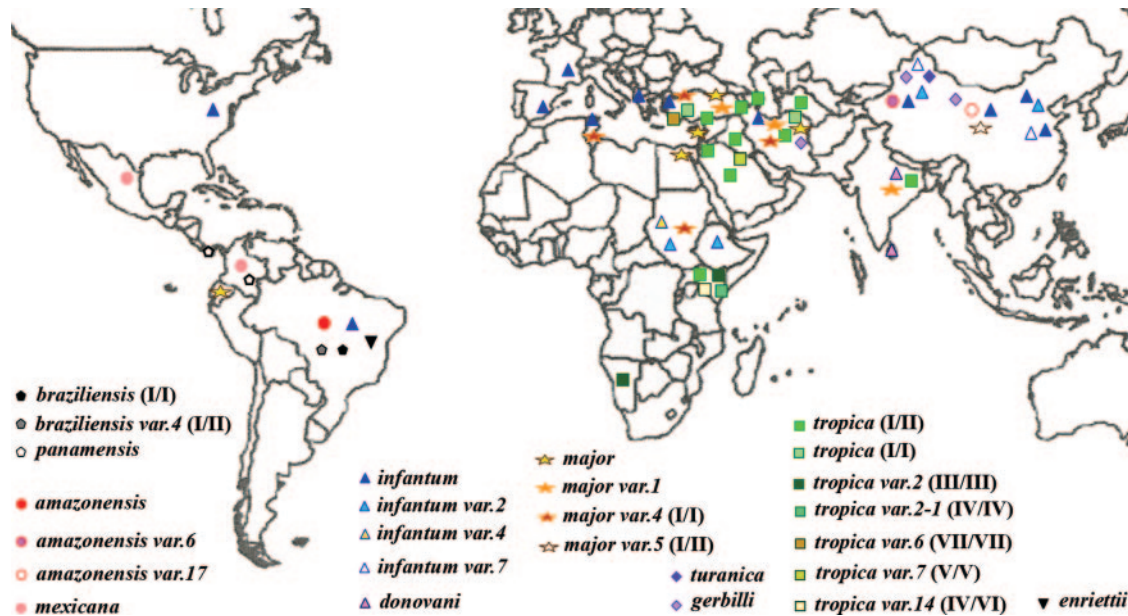 braziliensis (I/I)
braziliensis var.4 (I/II)
panamensis
amazonensis
amazonensis var.6
amazonensis var.17
mexicana
infantum
infantum var.2
infantum var.4
infantum var.7
donovani
major
major var.1
major var.4 (I/I)
major var.5 (I/II)
turanica
gerbilli
tropica (I/II)
tropica (I/I)
tropica var.2 (III/III)
tropica var.2-1 (IV/IV)
tropica var.6 (VII/VII)
tropica var.7 (V/V)
tropica var.14 (IV/VI)
enriettii